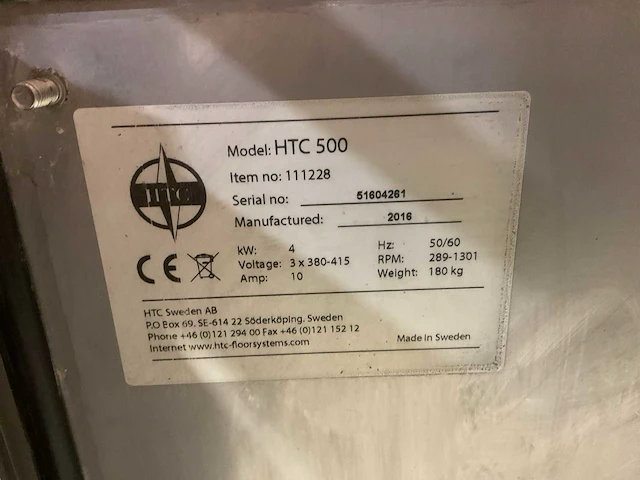 HTC
Model: HTC 500
Item no: 111228
Serial no: 51604261
Manufactured: 2016
kW: 4 Hz: 50/60
Voltage: 3 x 380-415 RPM: 289-1301
Amp: 10 Weight: 180 kg
CE
HTC Sweden AB
P.O Box 69, SE-614 22 Söderköping. Sweden
Phone +46 (0)121 294 00 Fax +46 (0)121 152 12
Internet www.htc-floorsystems.com Made in Sweden